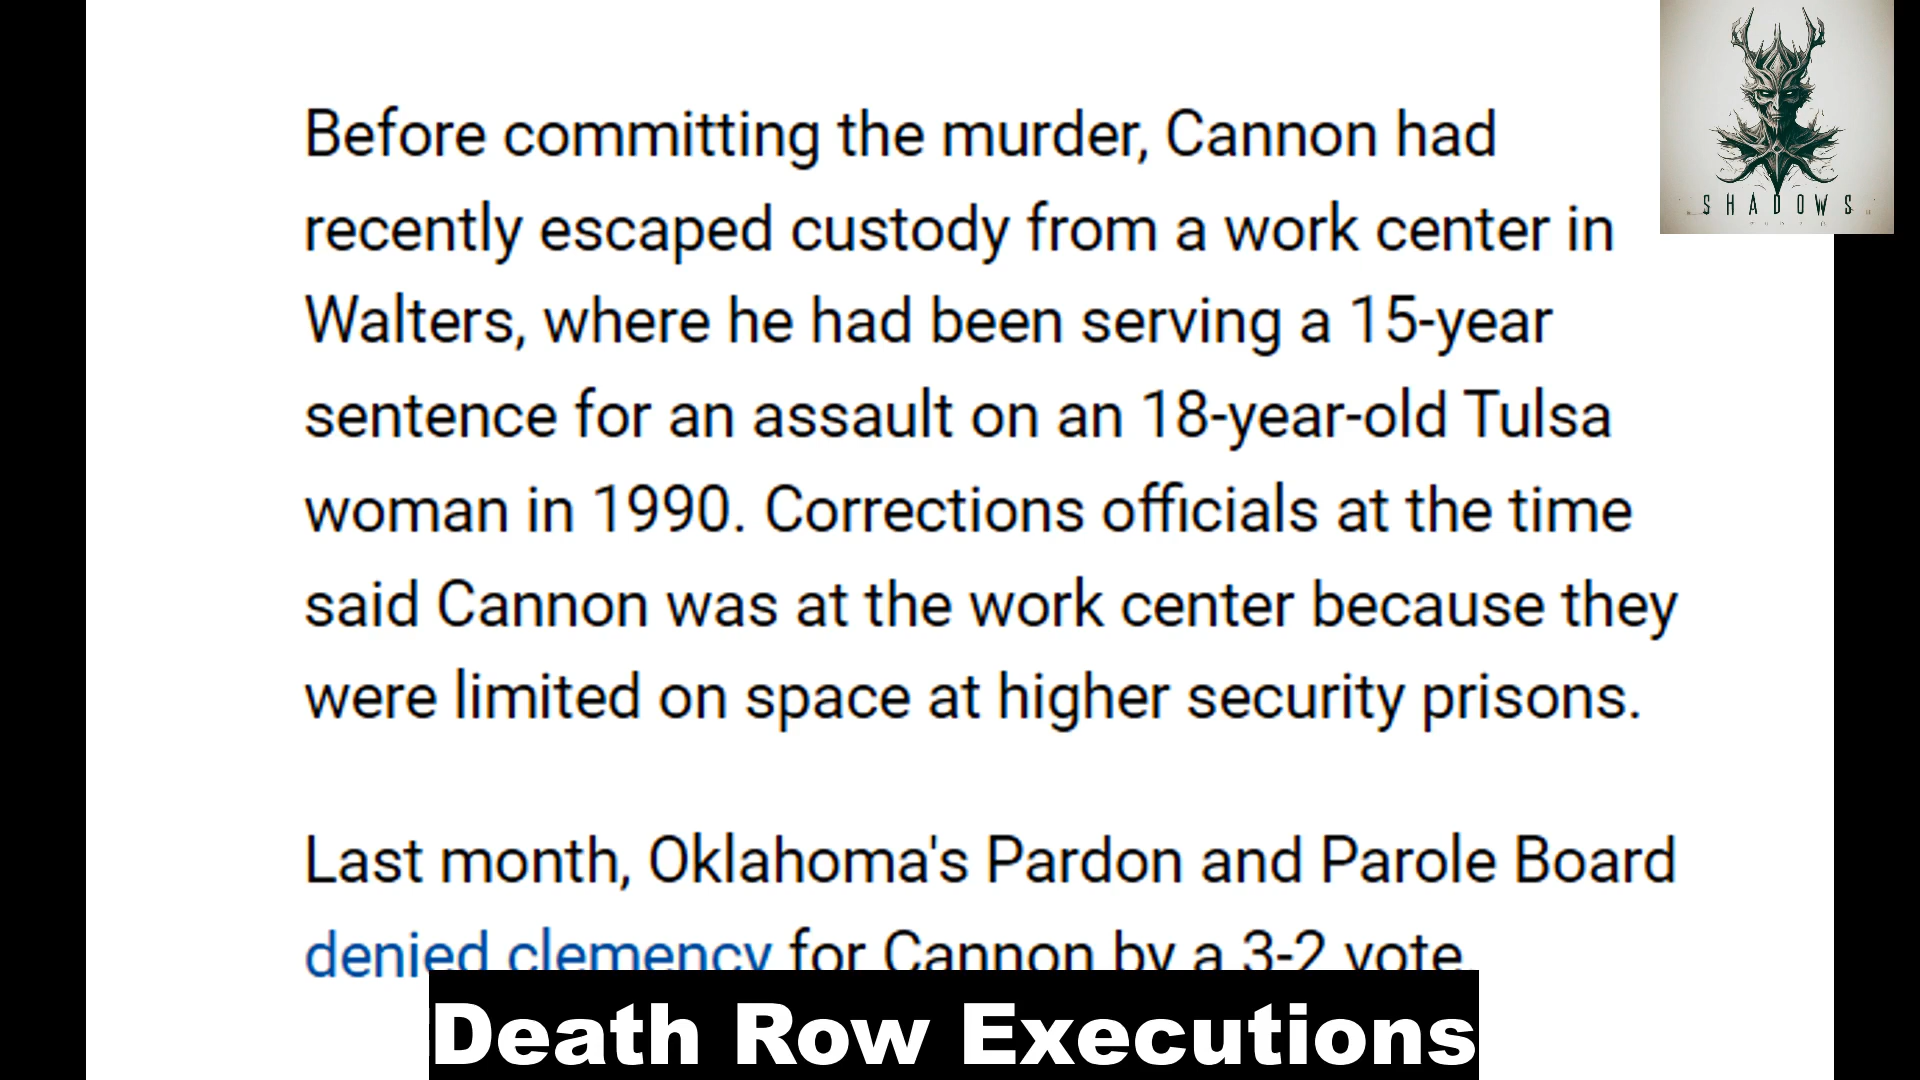 Before committing the murder, Cannon had
recently escaped custody from a work center in
Walters, where he had been serving a 15-year
sentence for an assault on an 18-year-old Tulsa
woman in 1990. Corrections officials at the time
said Cannon was at the work center because they
were limited on space at higher security prisons.
Last month, Oklahoma's Pardon and Parole Board
denied clemency for Cannon by a 3-2 vote
Death Row Executions
SHADOWS